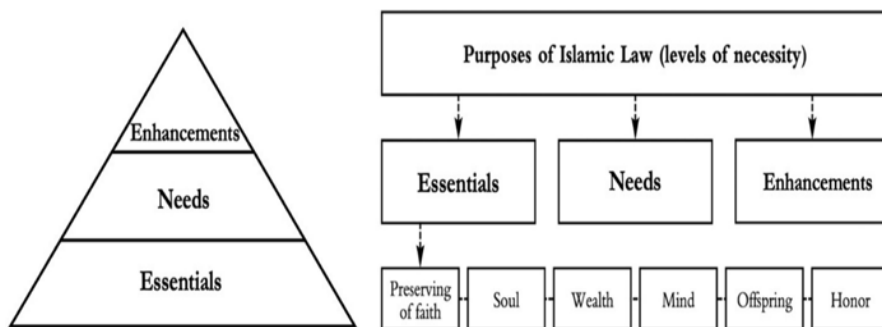 Enhancements
Needs
Essentials
Purposes of Islamic Law (levels of necessity)
Essentials
Needs
Enhancements
Preserving
of faith
Soul
Wealth
Mind
Offspring
Honor